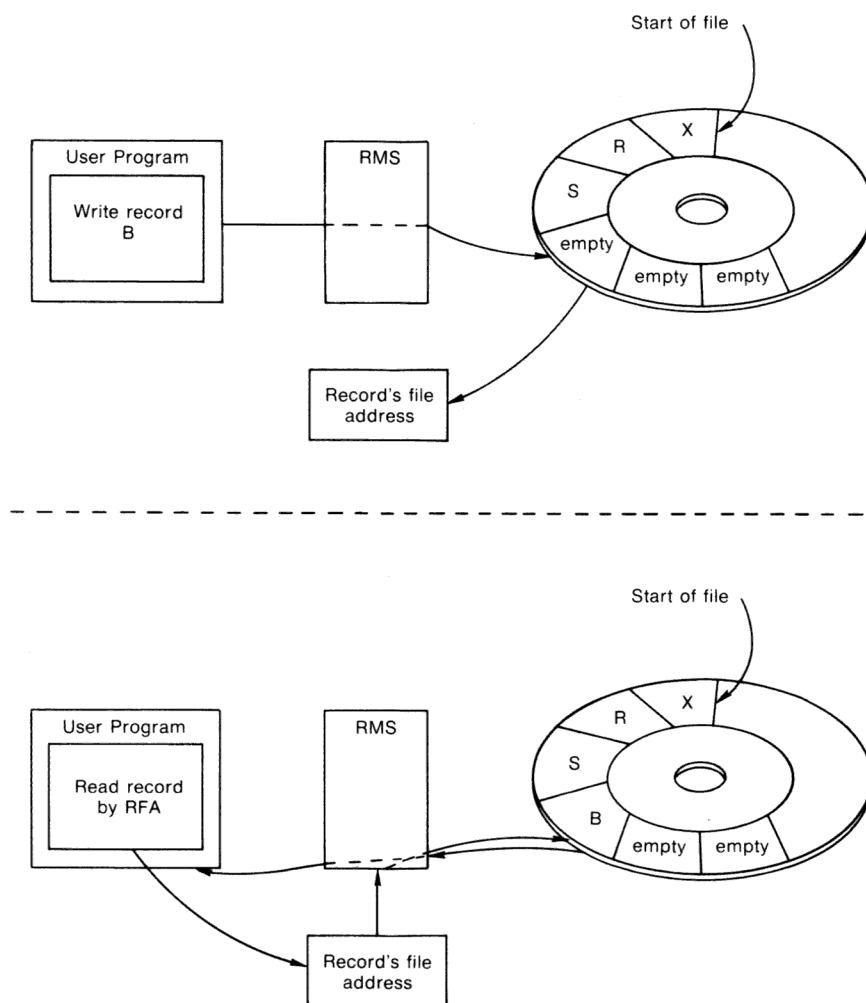 Start of file
User Program
RMS
X
R
Write record
B
S
empty
empty
empty
Record's file
address
Start of file
User Program
RMS
X
R
Read record
by RFA
S
B
empty
empty
Record's file
address